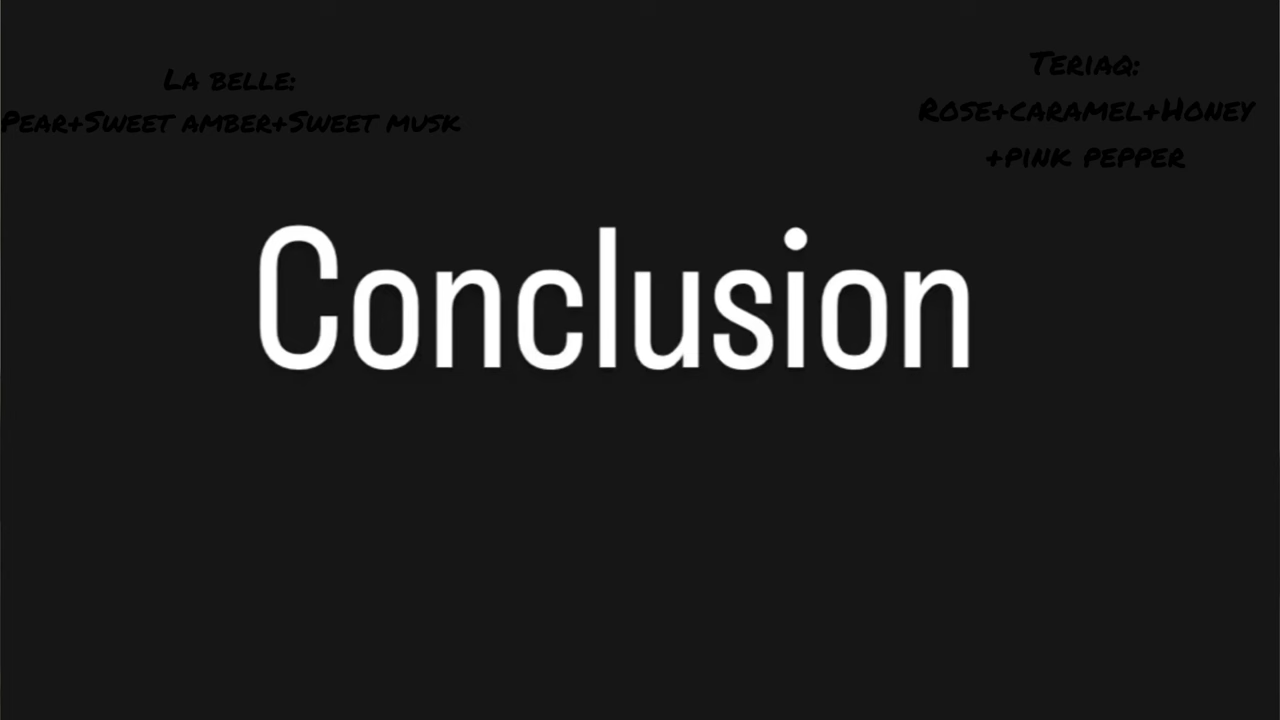 La belle:
Pear+Sweet amber+Sweet musk
Teriaq:
Rose+caramel+Honey
+pink pepper
Conclusion